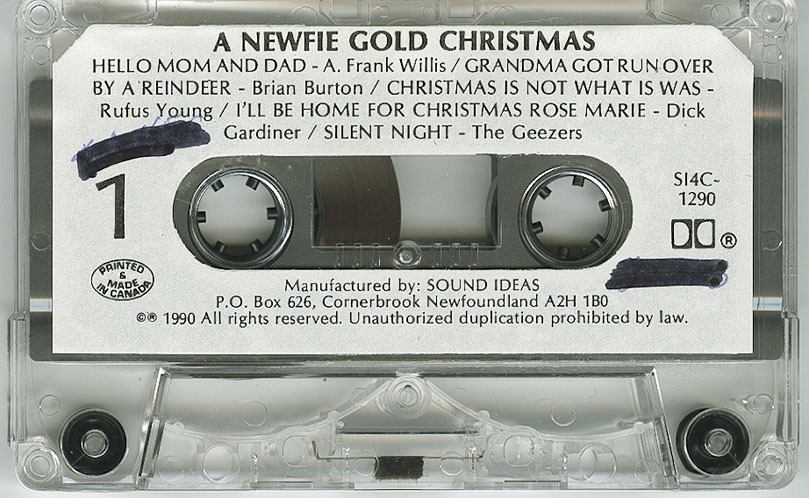 A NEWFIE GOLD CHRISTMAS
HELLO MOM AND DAD - A. Frank Willis / GRANDMA GOT RUN OVER
BY A REINDEER - Brian Burton / CHRISTMAS IS NOT WHAT IS WAS -
Rufus Young / I'LL BE HOME FOR CHRISTMAS ROSE MARIE - Dick
Gardiner / SILENT NIGHT - The Geezers
1
SI4C-
1290
®
PRINTED
&
MADE
IN CANADA
Manufactured by: SOUND IDEAS
P.O. Box 626, Cornerbrook Newfoundland A2H 1B0
©℗ 1990 All rights reserved. Unauthorized duplication prohibited by law.